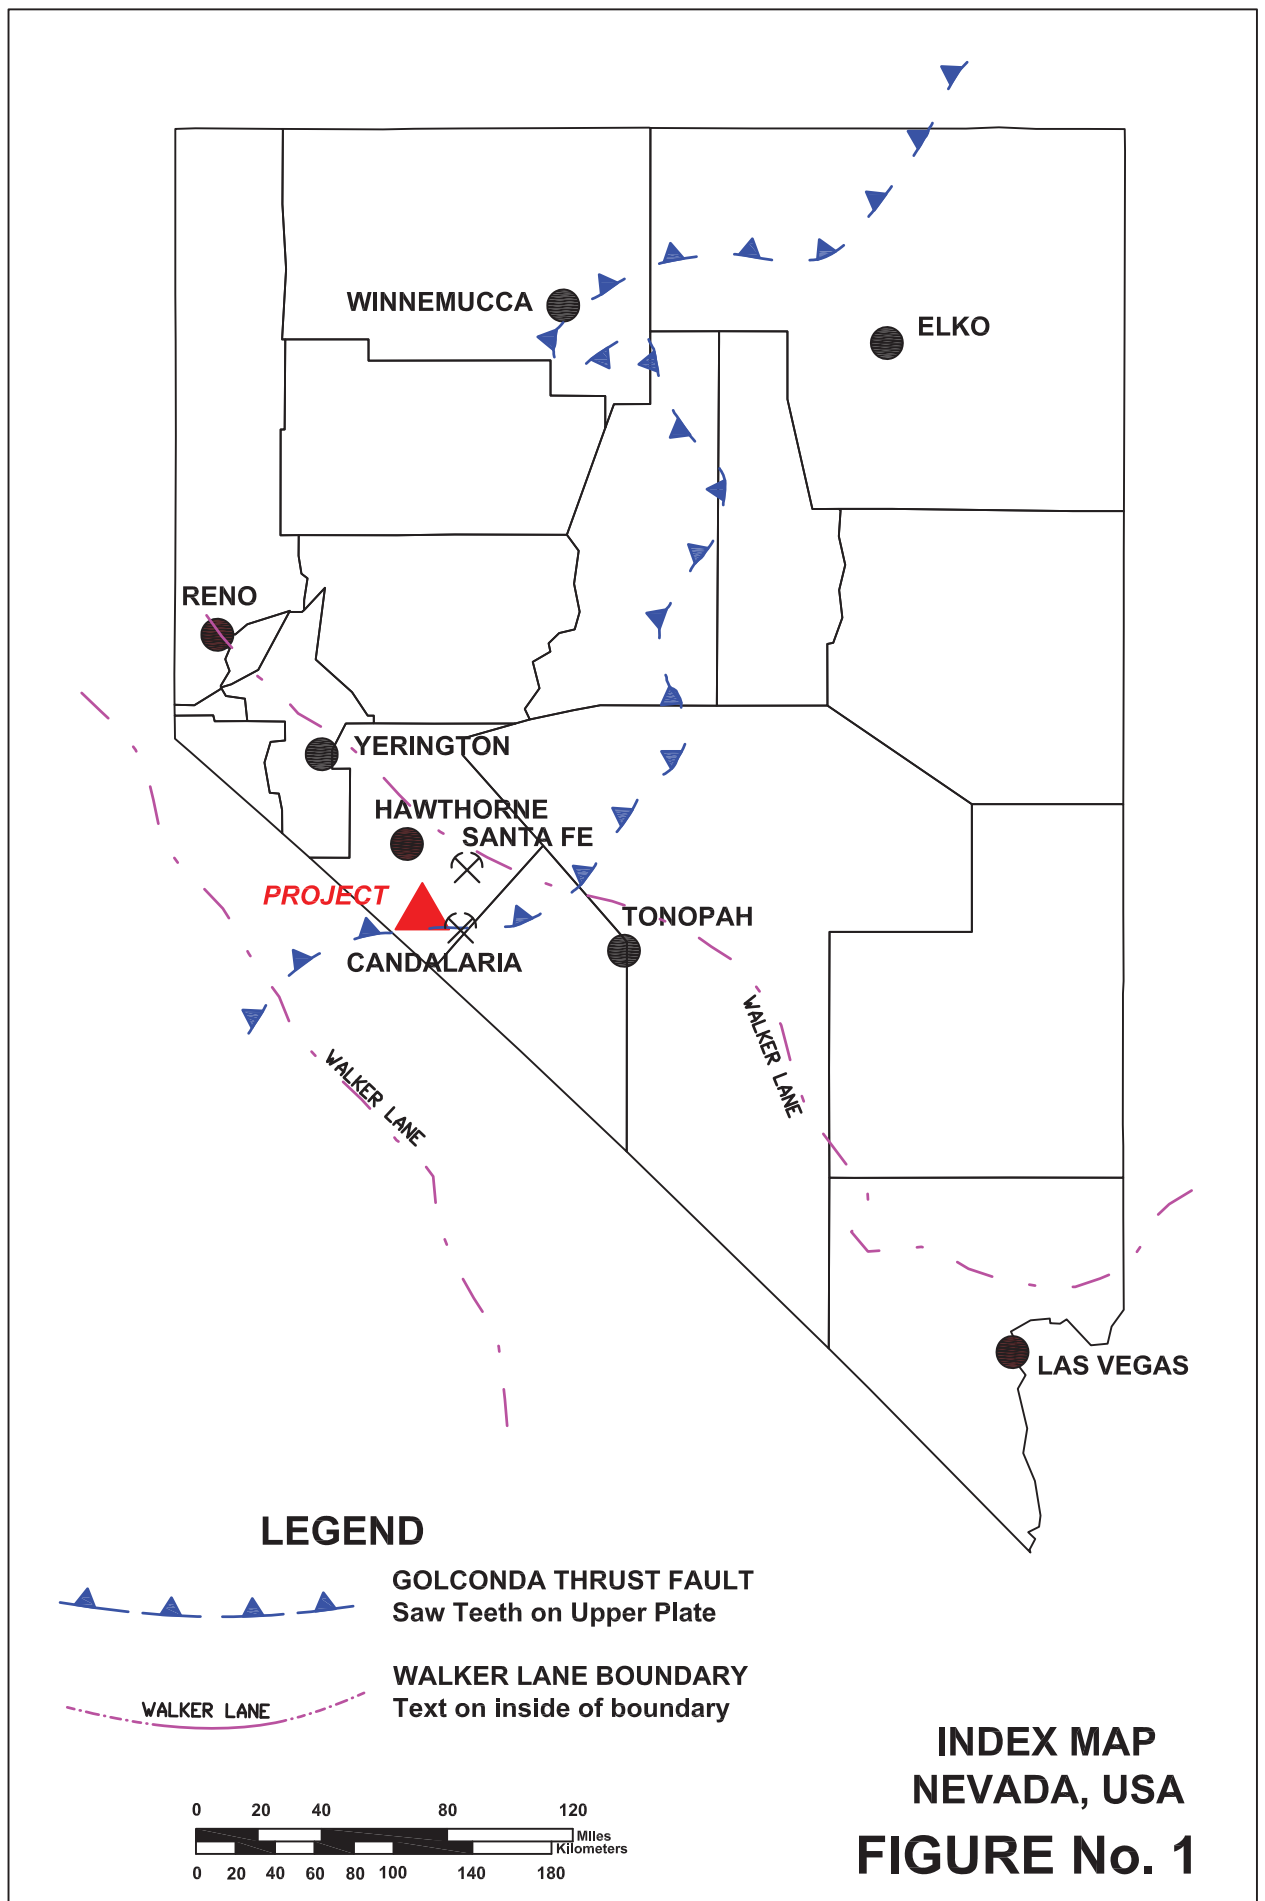 WINNEMUCCA
ELKO
RENO
YERINGTON
HAWTHORNE
SANTA FE
PROJECT
TONOPAH
CANDALARIA
WALKER LANE
WALKER LANE
LAS VEGAS
LEGEND
GOLCONDA THRUST FAULT
Saw Teeth on Upper Plate
WALKER LANE BOUNDARY
WALKER LANE
Text on inside of boundary
INDEX MAP
NEVADA, USA
FIGURE No. 1
0 20 40 80 120
MIles
Kilometers
0 20 40 60 80 100 140 180